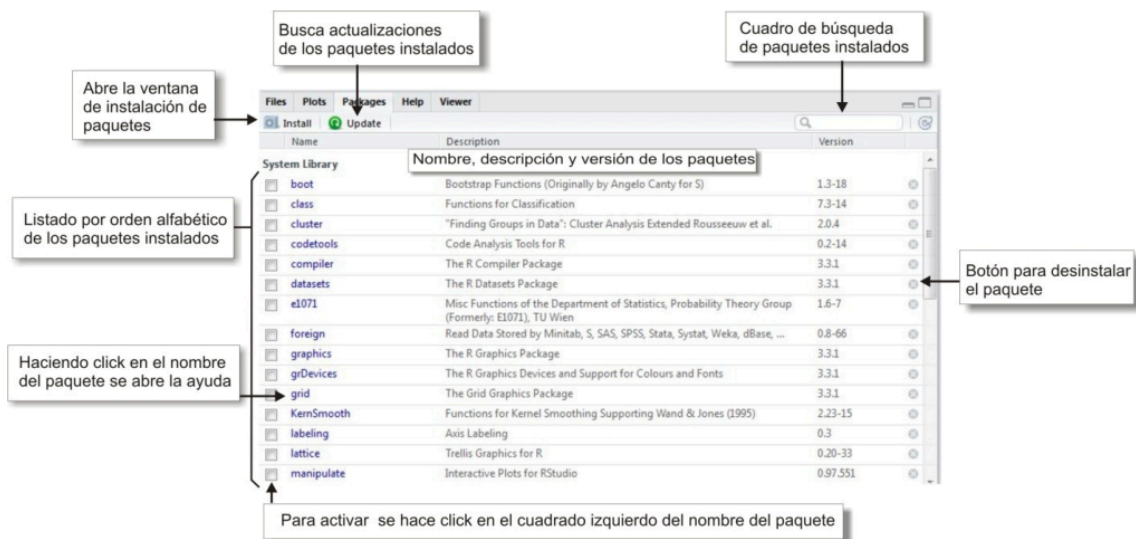 Busca actualizaciones
de los paquetes instalados
Cuadro de búsqueda
de paquetes instalados
Abre la ventana
de instalación de
paquetes
Files Plots Packages Help Viewer
Install Update
Name Description Version
Nombre, descripción y versión de los paquetes
System Library
boot Bootstrap Functions (Originally by Angelo Canty for S) 1.3-18
class Functions for Classification 7.3-14
cluster "Finding Groups in Data": Cluster Analysis Extended Rousseeuw et al. 2.0.4
codetools Code Analysis Tools for R 0.2-14
compiler The R Compiler Package 3.3.1
datasets The R Datasets Package 3.3.1
e1071 Misc Functions of the Department of Statistics, Probability Theory Group 1.6-7
(Formerly: E1071), TU Wien
foreign Read Data Stored by Minitab, S, SAS, SPSS, Stata, Systat, Weka, dBase, ... 0.8-66
graphics The R Graphics Package 3.3.1
grDevices The R Graphics Devices and Support for Colours and Fonts 3.3.1
grid The Grid Graphics Package 3.3.1
KernSmooth Functions for Kernel Smoothing Supporting Wand & Jones (1995) 2.23-15
labeling Axis Labeling 0.3
lattice Trellis Graphics for R 0.20-33
manipulate Interactive Plots for RStudio 0.97.551
Listado por orden alfabético
de los paquetes instalados
Botón para desinstalar
el paquete
Haciendo click en el nombre
del paquete se abre la ayuda
Para activar se hace click en el cuadrado izquierdo del nombre del paquete